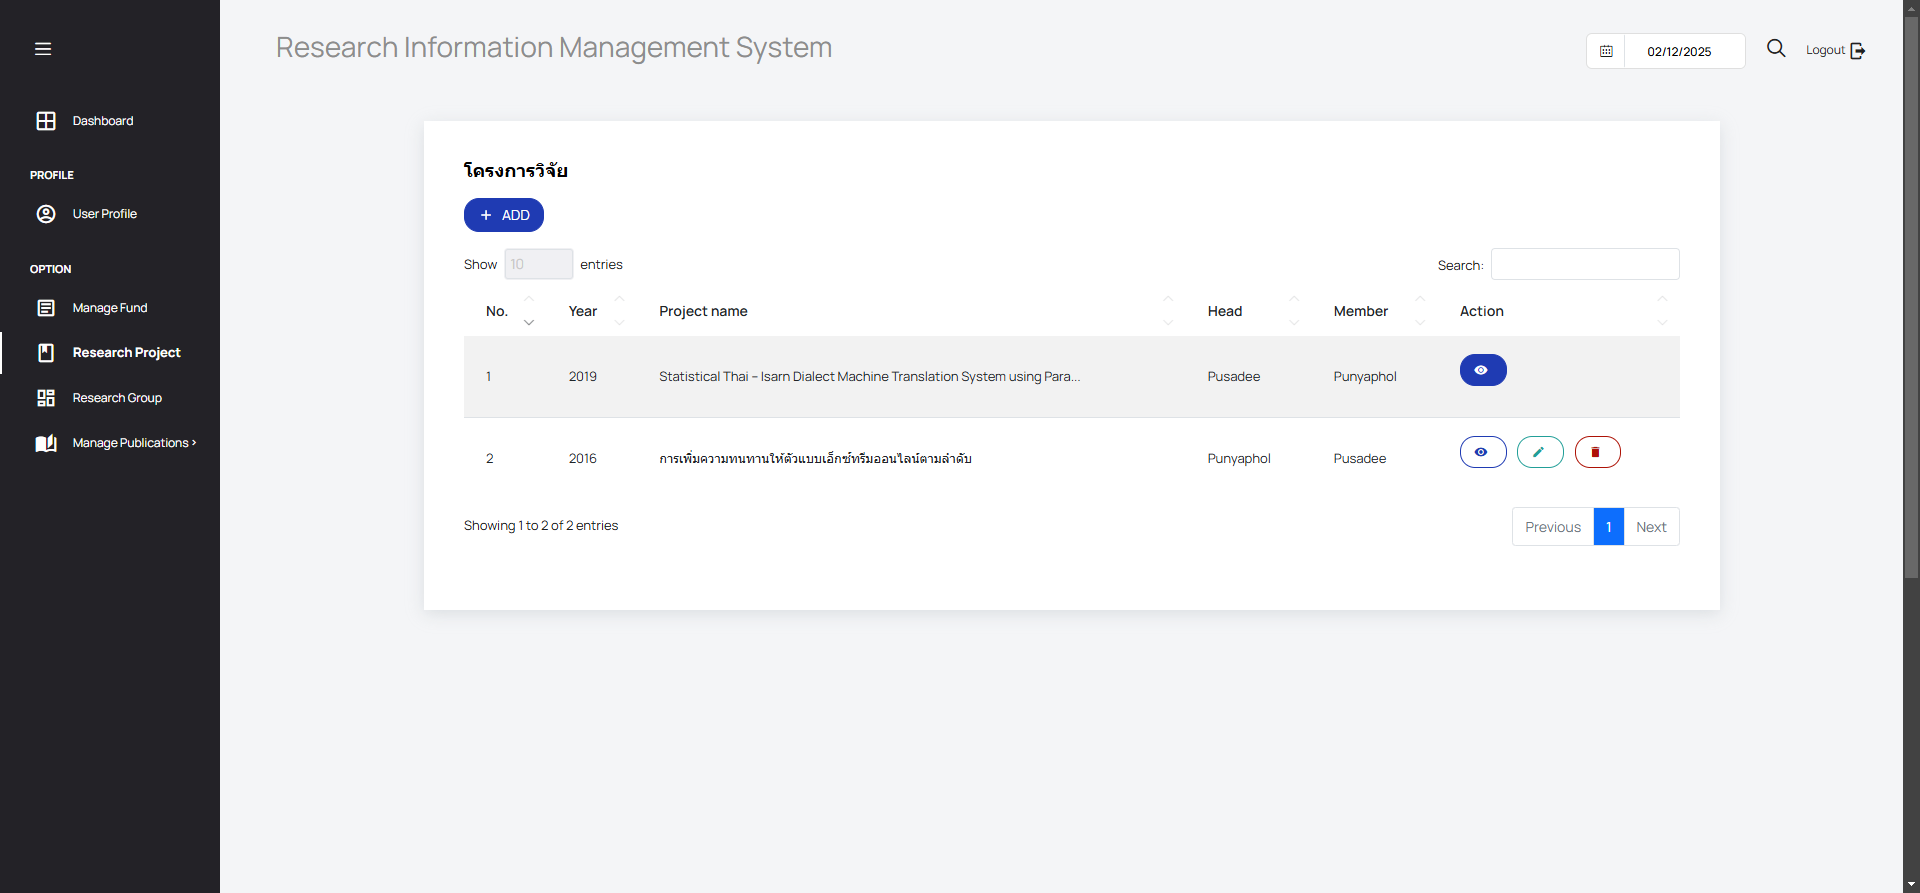 Research Information Management System
02/12/2025
Logout
Dashboard
PROFILE
User Profile
OPTION
Manage Fund
Research Project
Research Group
Manage Publications
โครงการวิจัย
+ ADD
Show 10 entries
Search:
No. Year Project name Head Member Action
1 2019 Statistical Thai – Isarn Dialect Machine Translation System using Para... Pusadee Punyaphol
2 2016 การเพิ่มความทนทานให้ตัวแบบเอ็กซ์ทรีมออนไลน์ตามลำดับ Punyaphol Pusadee
Showing 1 to 2 of 2 entries
Previous 1 Next